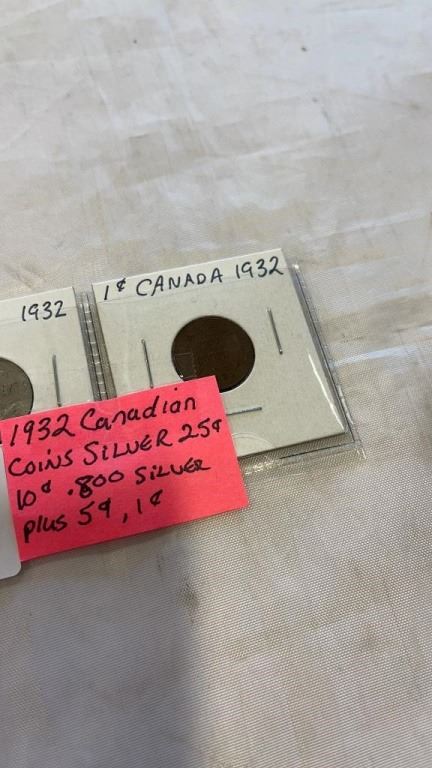 1932
1¢ CANADA 1932
1932 Canadian
COINS SILVER 25¢
10¢ .800 SILVER
plus 5¢, 1¢